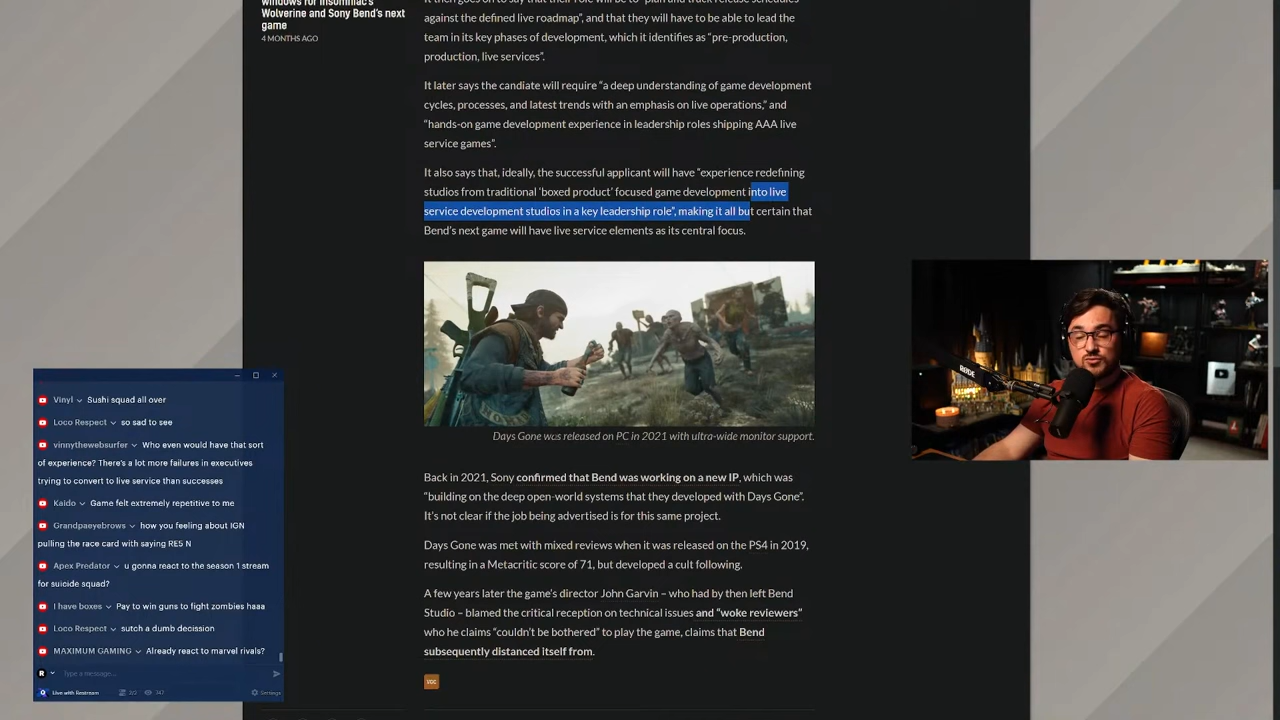 windows for Insomniac's
Wolverine and Sony Bend's next
game
4 MONTHS AGO
against the defined live roadmap", and that they will have to be able to lead the
team in its key phases of development, which it identifies as "pre-production,
production, live services".
It later says the candiate will require "a deep understanding of game development
cycles, processes, and latest trends with an emphasis on live operations," and
"hands-on game development experience in leadership roles shipping AAA live
service games".
It also says that, ideally, the successful applicant will have "experience redefining
studios from traditional 'boxed product' focused game development into live
service development studios in a key leadership role", making it all but certain that
Bend's next game will have live service elements as its central focus.
Days Gone was released on PC in 2021 with ultra-wide monitor support.
Back in 2021, Sony confirmed that Bend was working on a new IP, which was
"building on the deep open-world systems that they developed with Days Gone".
It's not clear if the job being advertised is for this same project.
Days Gone was met with mixed reviews when it was released on the PS4 in 2019,
resulting in a Metacritic score of 71, but developed a cult following.
A few years later the game's director John Garvin – who had by then left Bend
Studio – blamed the critical reception on technical issues and "woke reviewers"
who he claims "couldn't be bothered" to play the game, claims that Bend
subsequently distanced itself from.
VGC
RØDE
Vinyl Sushi squad all over
Loco Respect so sad to see
vinnythewebsurfer Who even would have that sort
of experience? There's a lot more failures in executives
trying to convert to live service than successes
Kaido Game felt extremely repetitive to me
Grandpaeyebrows how you feeling about IGN
pulling the race card with saying RE5 N
Apex Predator u gonna react to the season 1 stream
for suicide squad?
I have boxes Pay to win guns to fight zombies haaa
Loco Respect sutch a dumb decission
MAXIMUM GAMING Already react to marvel rivals?
R Type a message...
Live with Restream 2/2 747 Settings